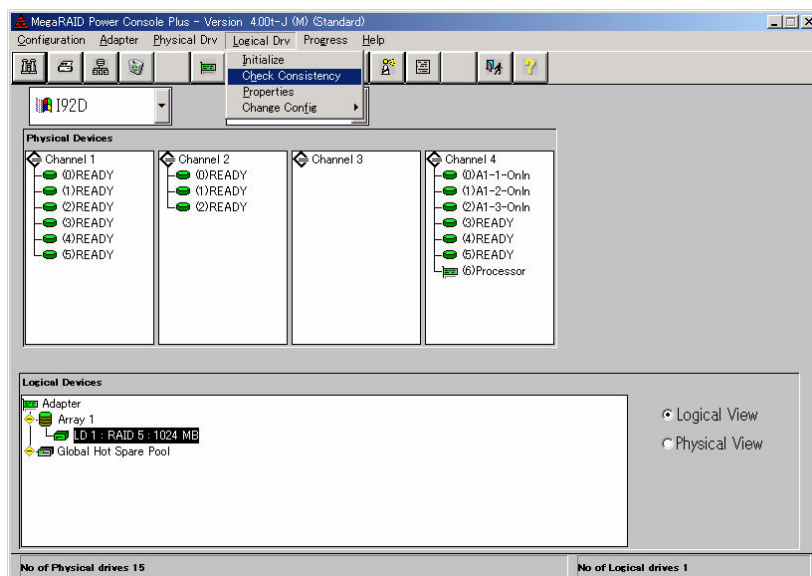 MegaRAID Power Console Plus - Version 4.00t-J (M) (Standard)
Configuration Adapter Physical Drv Logical Drv Progress Help
Initialize
Check Consistency
Properties
Change Config
I92D
Physical Devices
Channel 1
(0)READY
(1)READY
(2)READY
(3)READY
(4)READY
(5)READY
Channel 2
(0)READY
(1)READY
(2)READY
Channel 3
Channel 4
(0)A1-1-Onln
(1)A1-2-Onln
(2)A1-3-Onln
(3)READY
(4)READY
(5)READY
(6)Processor
Logical Devices
Adapter
Array 1
LD 1 : RAID 5 : 1024 MB
Global Hot Spare Pool
Logical View
Physical View
No of Physical drives 15
No of Logical drives 1